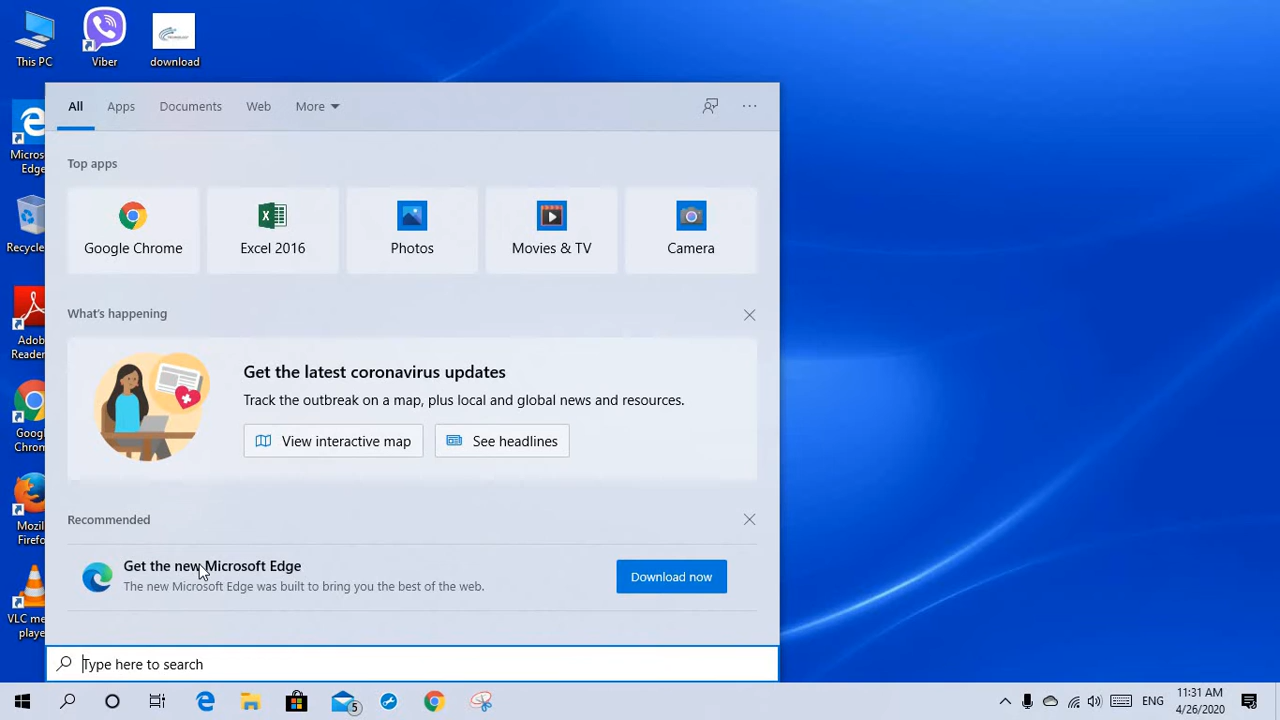 This PC
Viber
download
Micros
Edge
Recycle
Adob
Reader
Googl
Chrom
Mozil
Firefo
VLC me
playe
All
Apps
Documents
Web
More
Top apps
Google Chrome
Excel 2016
Photos
Movies & TV
Camera
What's happening
Get the latest coronavirus updates
Track the outbreak on a map, plus local and global news and resources.
View interactive map
See headlines
Recommended
Get the new Microsoft Edge
The new Microsoft Edge was built to bring you the best of the web.
Download now
Type here to search
5
ENG
11:31 AM
4/26/2020